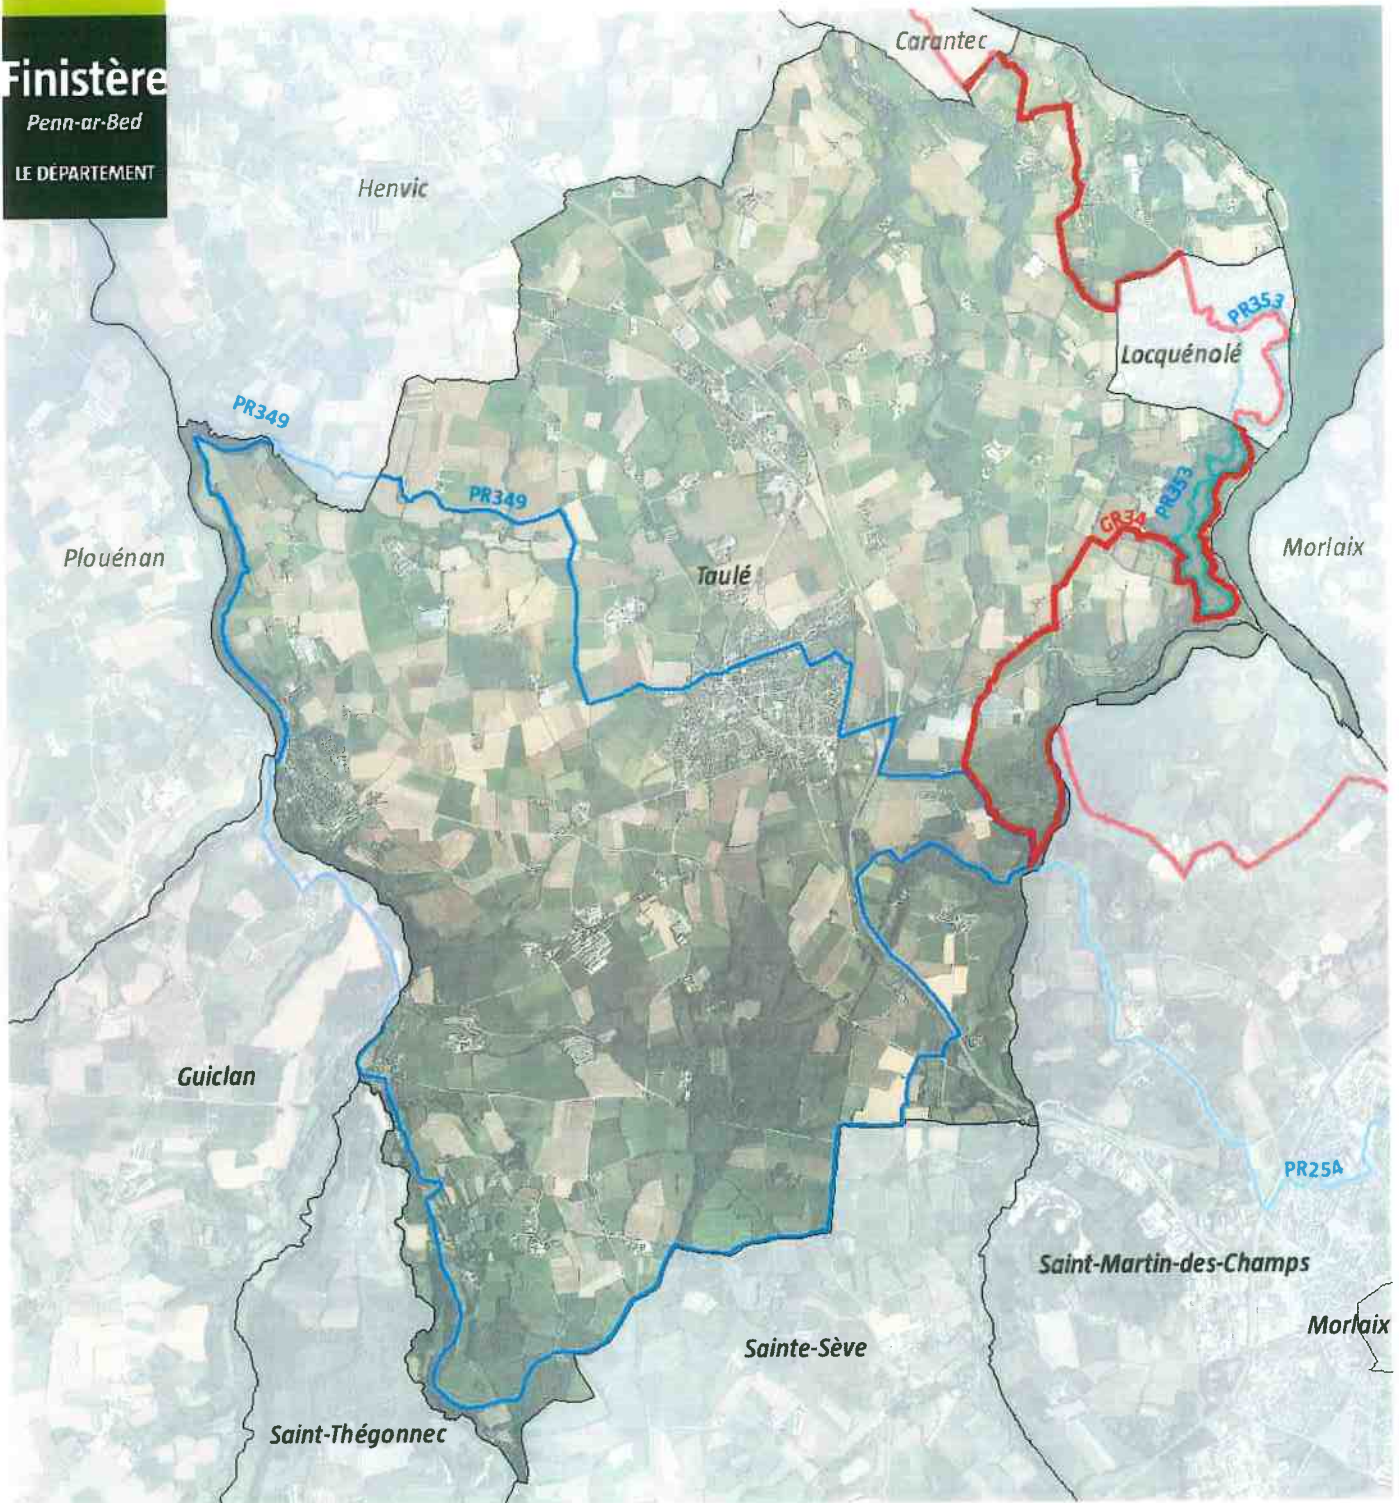 Finistère
Penn-ar-Bed
LE DÉPARTEMENT
Carantec
Henvic
PR353
Locquénolé
PR349
PR349
PR353
GR34
Plouénan
Taulé
Morlaix
Guiclan
PR254
Saint-Martin-des-Champs
Morlaix
Sainte-Sève
Saint-Thégonnec